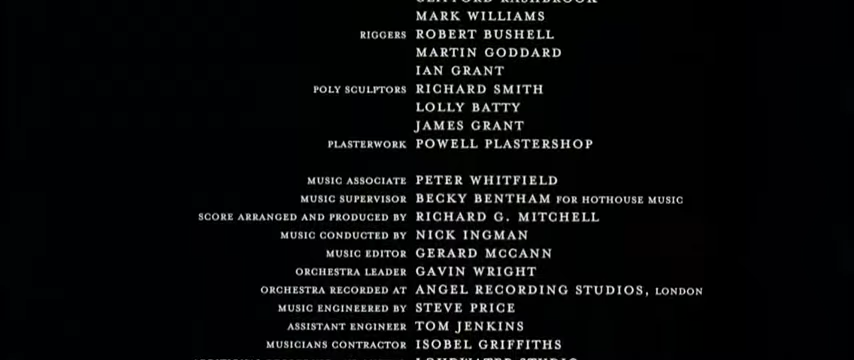 MARK WILLIAMS
RIGGERS ROBERT BUSHELL
MARTIN GODDARD
IAN GRANT
POLY SCULPTORS RICHARD SMITH
LOLLY BATTY
JAMES GRANT
PLASTERWORK POWELL PLASTERSHOP
MUSIC ASSOCIATE PETER WHITFIELD
MUSIC SUPERVISOR BECKY BENTHAM FOR HOTHOUSE MUSIC
SCORE ARRANGED AND PRODUCED BY RICHARD G. MITCHELL
MUSIC CONDUCTED BY NICK INGMAN
MUSIC EDITOR GERARD MCCANN
ORCHESTRA LEADER GAVIN WRIGHT
ORCHESTRA RECORDED AT ANGEL RECORDING STUDIOS, LONDON
MUSIC ENGINEERED BY STEVE PRICE
ASSISTANT ENGINEER TOM JENKINS
MUSICIANS CONTRACTOR ISOBEL GRIFFITHS